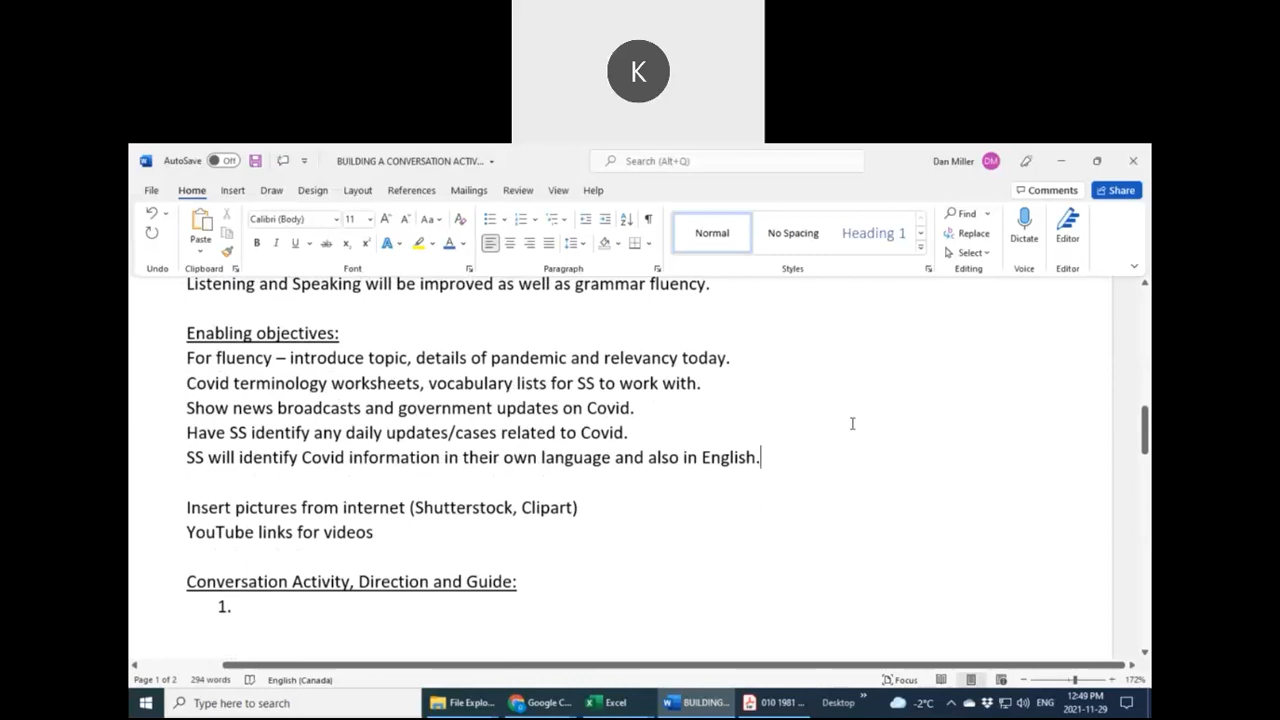 K
AutoSave Off BUILDING A CONVERSATION ACTIV... Search (Alt+Q) Dan Miller DM
File Home Insert Draw Design Layout References Mailings Review View Help Comments Share
Calibri (Body) 11 Aa Normal No Spacing Heading 1 Find
Paste B I U ab x₂ x² A A Replace Dictate Editor
Select
Undo Clipboard Font Paragraph Styles Editing Voice Editor
Listening and Speaking will be improved as well as grammar fluency.
Enabling objectives:
For fluency – introduce topic, details of pandemic and relevancy today.
Covid terminology worksheets, vocabulary lists for SS to work with.
Show news broadcasts and government updates on Covid.
Have SS identify any daily updates/cases related to Covid.
SS will identify Covid information in their own language and also in English.
Insert pictures from internet (Shutterstock, Clipart)
YouTube links for videos
Conversation Activity, Direction and Guide:
1.
Page 1 of 2 294 words English (Canada) Focus 172%
Type here to search File Explo... Google C... Excel BUILDING... 010 1981 ... Desktop -2°C ENG 12:49 PM
2021-11-29